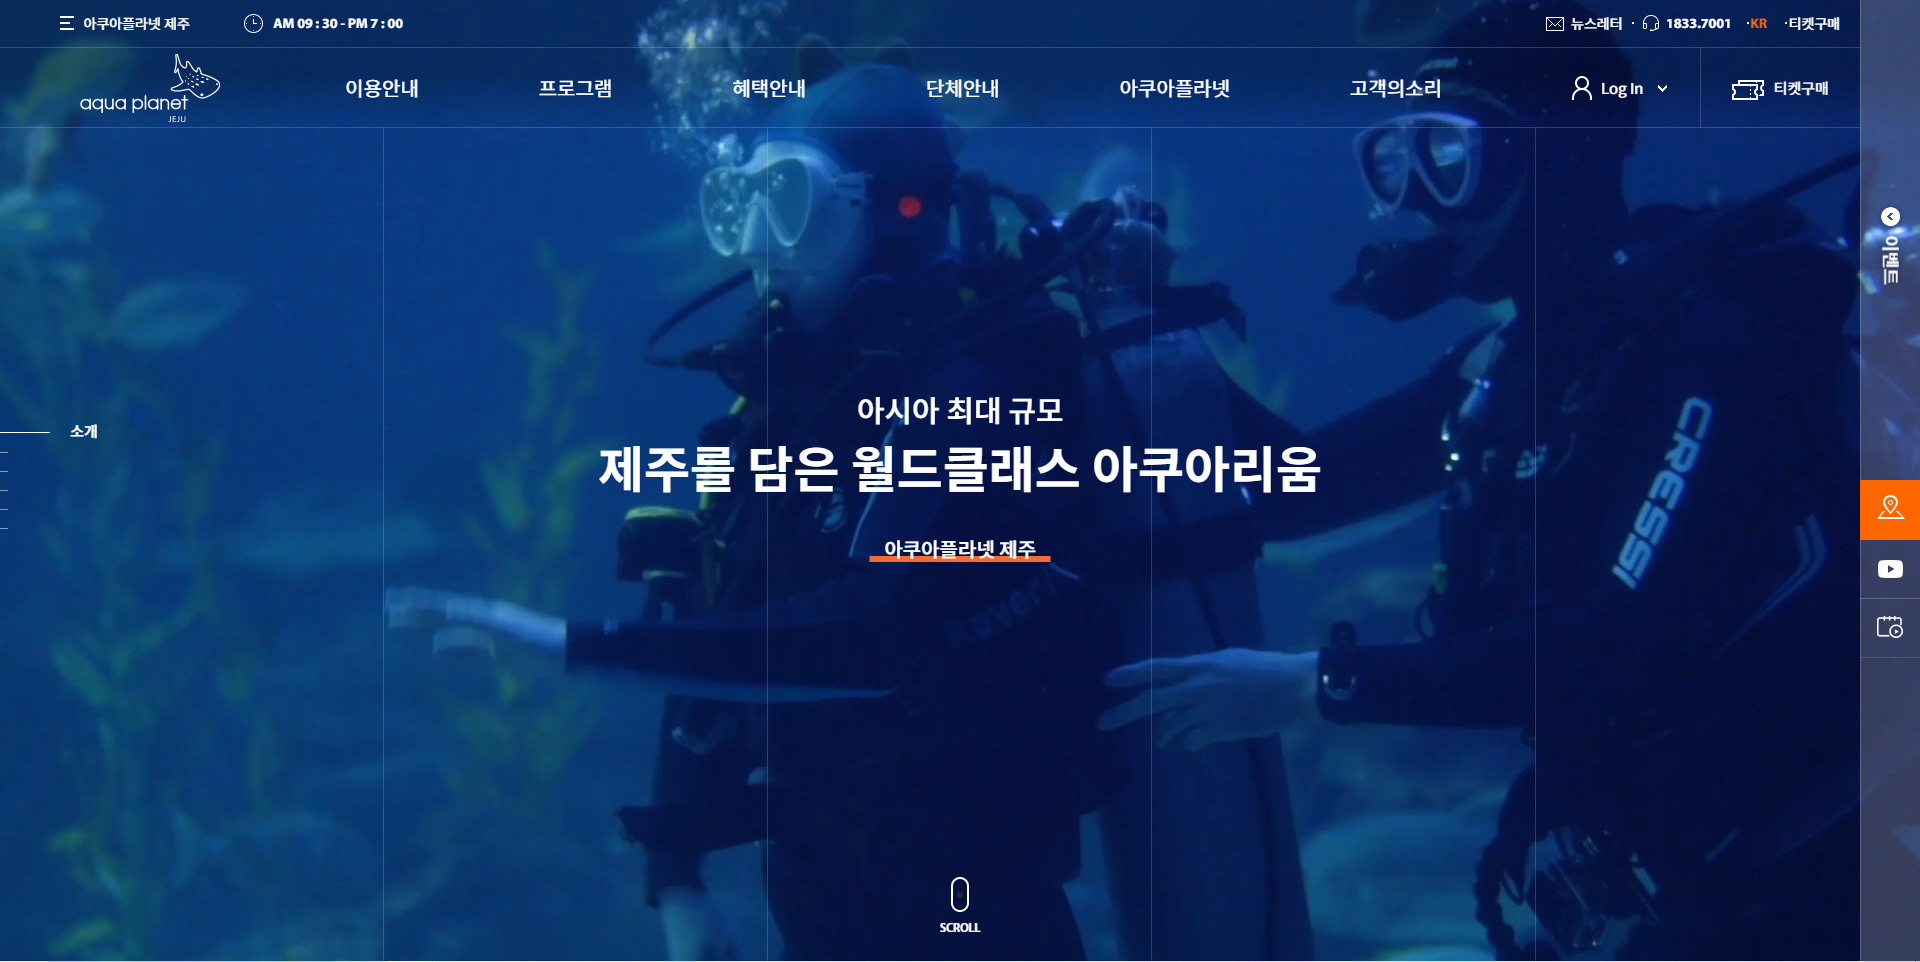 아쿠아플라넷 제주
AM 09 : 30 - PM 7 : 00
뉴스레터
1833.7001
·KR
·티켓구매
aqua planet
JEJU
이용안내
프로그램
혜택안내
단체안내
아쿠아플라넷
고객의소리
Log In
티켓구매
이벤트
아시아 최대 규모
소개
제주를 담은 월드클래스 아쿠아리움
CRESSI
아쿠아플라넷 제주
Rover
SCROLL